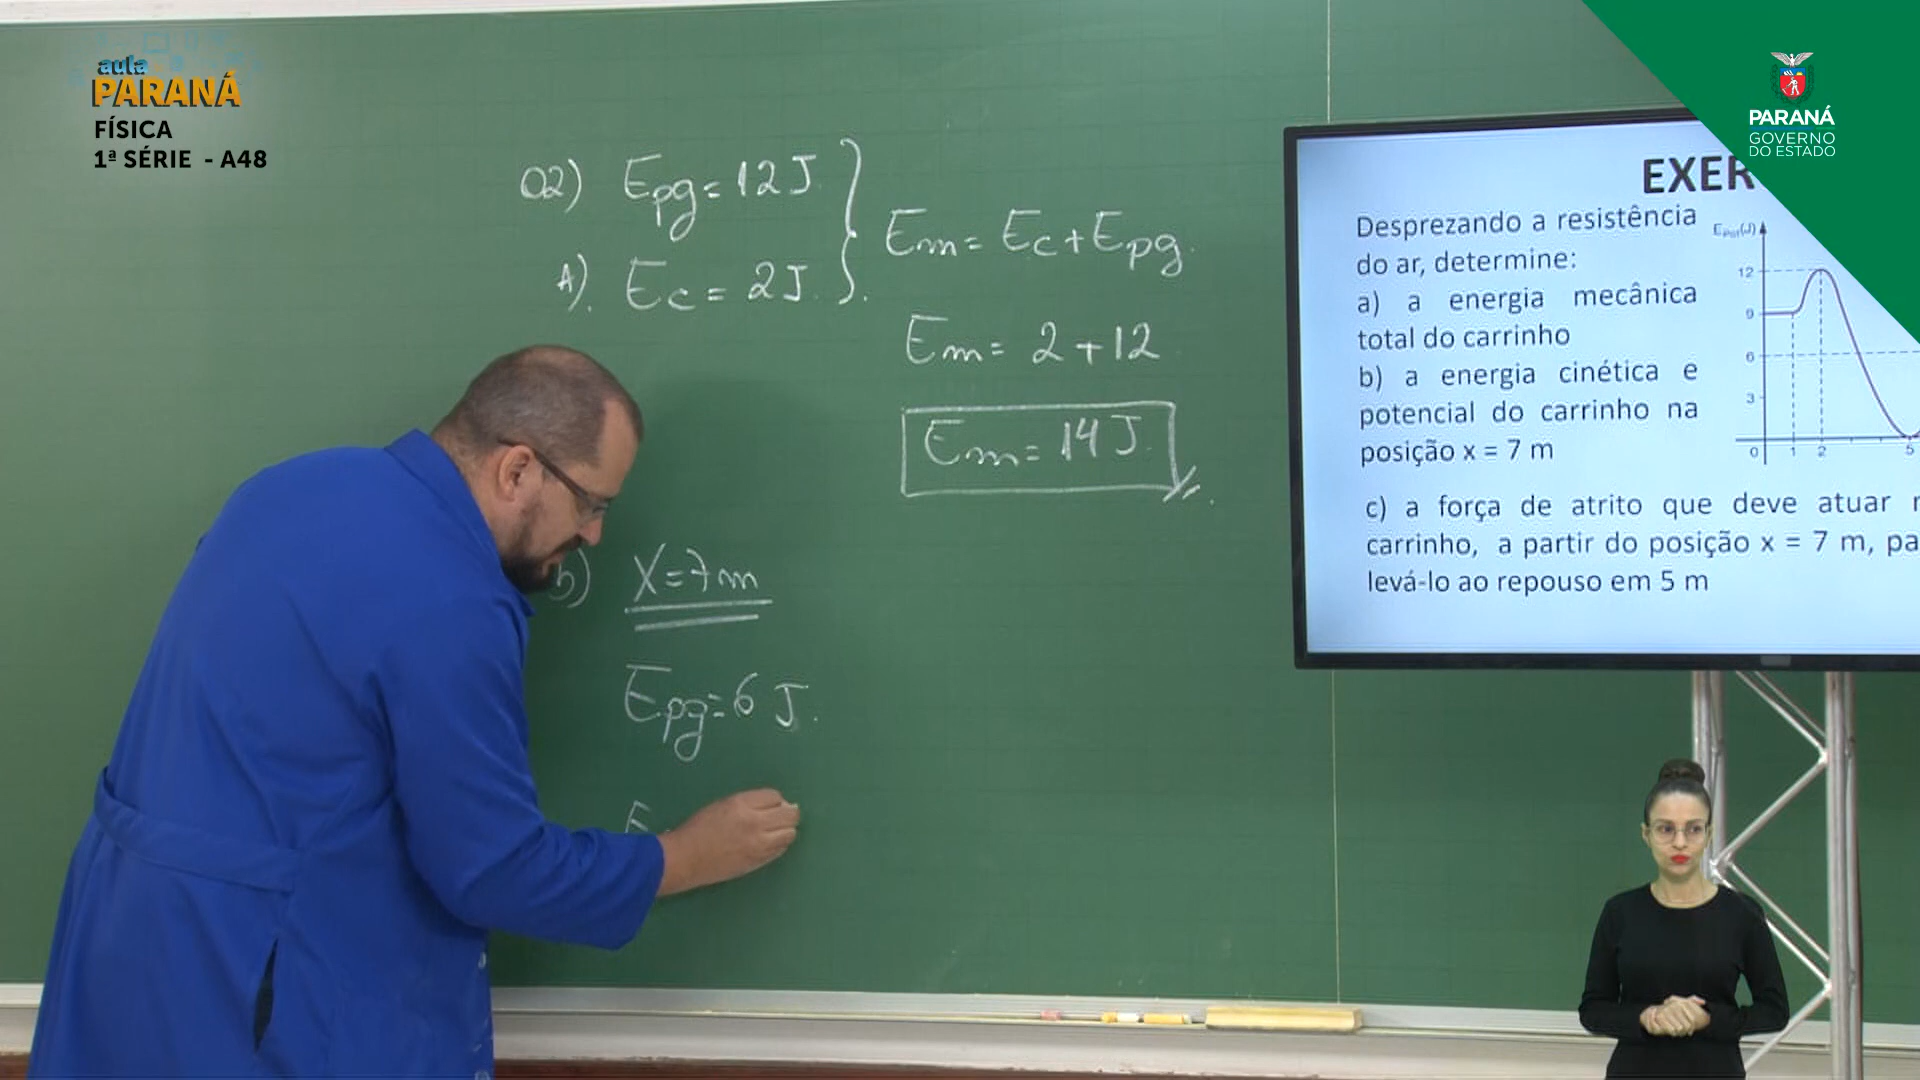 aula
PARANÁ
FÍSICA
1ª SÉRIE - A48
02) Epg = 12 J
A). Ec = 2 J.
Em = Ec + Epg.
Em = 2 + 12
Em = 14 J
b) X = 7m
Epg = 6 J.
E
EXER
Desprezando a resistência
do ar, determine:
a) a energia mecânica
total do carrinho
b) a energia cinética e
potencial do carrinho na
posição x = 7 m
c) a força de atrito que deve atuar
carrinho, a partir do posição x = 7 m, pa
levá-lo ao repouso em 5 m
EPot(J)
12
9
6
3
0 1 2 5
PARANÁ
GOVERNO
DO ESTADO